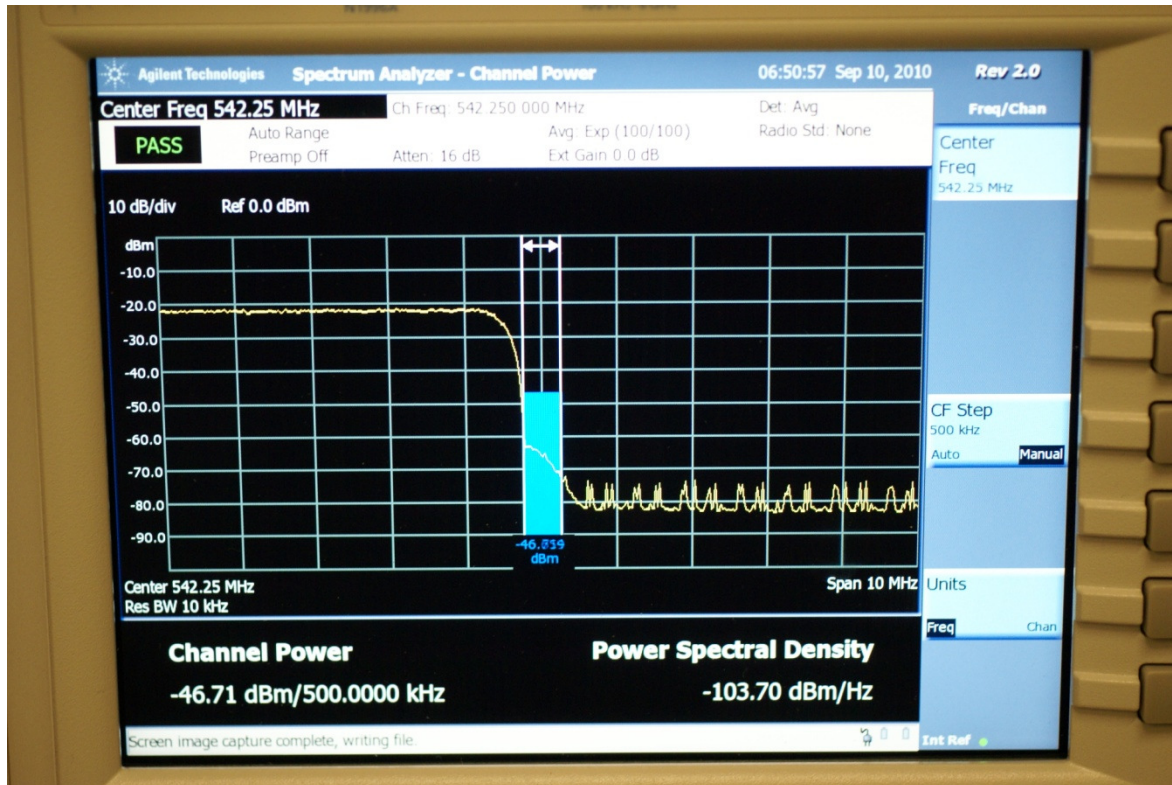 Agilent Technologies Spectrum Analyzer - Channel Power 06:50:57 Sep 10, 2010 Rev 2.0
Center Freq 542.25 MHz Ch Freq: 542.250 000 MHz Det: Avg Freq/Chan
PASS Auto Range Avg: Exp (100/100) Radio Std: None
Preamp Off Atten: 16 dB Ext Gain 0.0 dB
Center
Freq
542.25 MHz
10 dB/div Ref 0.0 dBm
dBm
-10.0
-20.0
-30.0
-40.0
-50.0
-60.0
-70.0
-80.0
-90.0
dBm
CF Step
500 kHz
Auto Manual
Center 542.25 MHz Span 10 MHz
Res BW 10 kHz
Units
Freq Chan
Channel Power Power Spectral Density
-46.71 dBm/500.0000 kHz -103.70 dBm/Hz
Screen image capture complete, writing file.
Int Ref